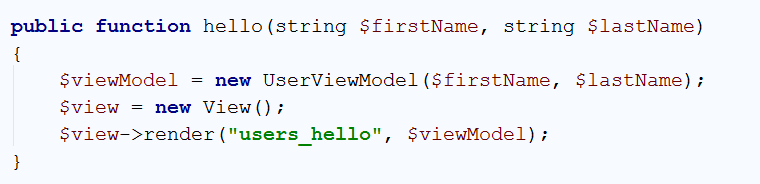 public function hello(string $firstName, string $lastName)
{
    $viewModel = new UserViewModel($firstName, $lastName);
    $view = new View();
    $view->render("users_hello", $viewModel);
}